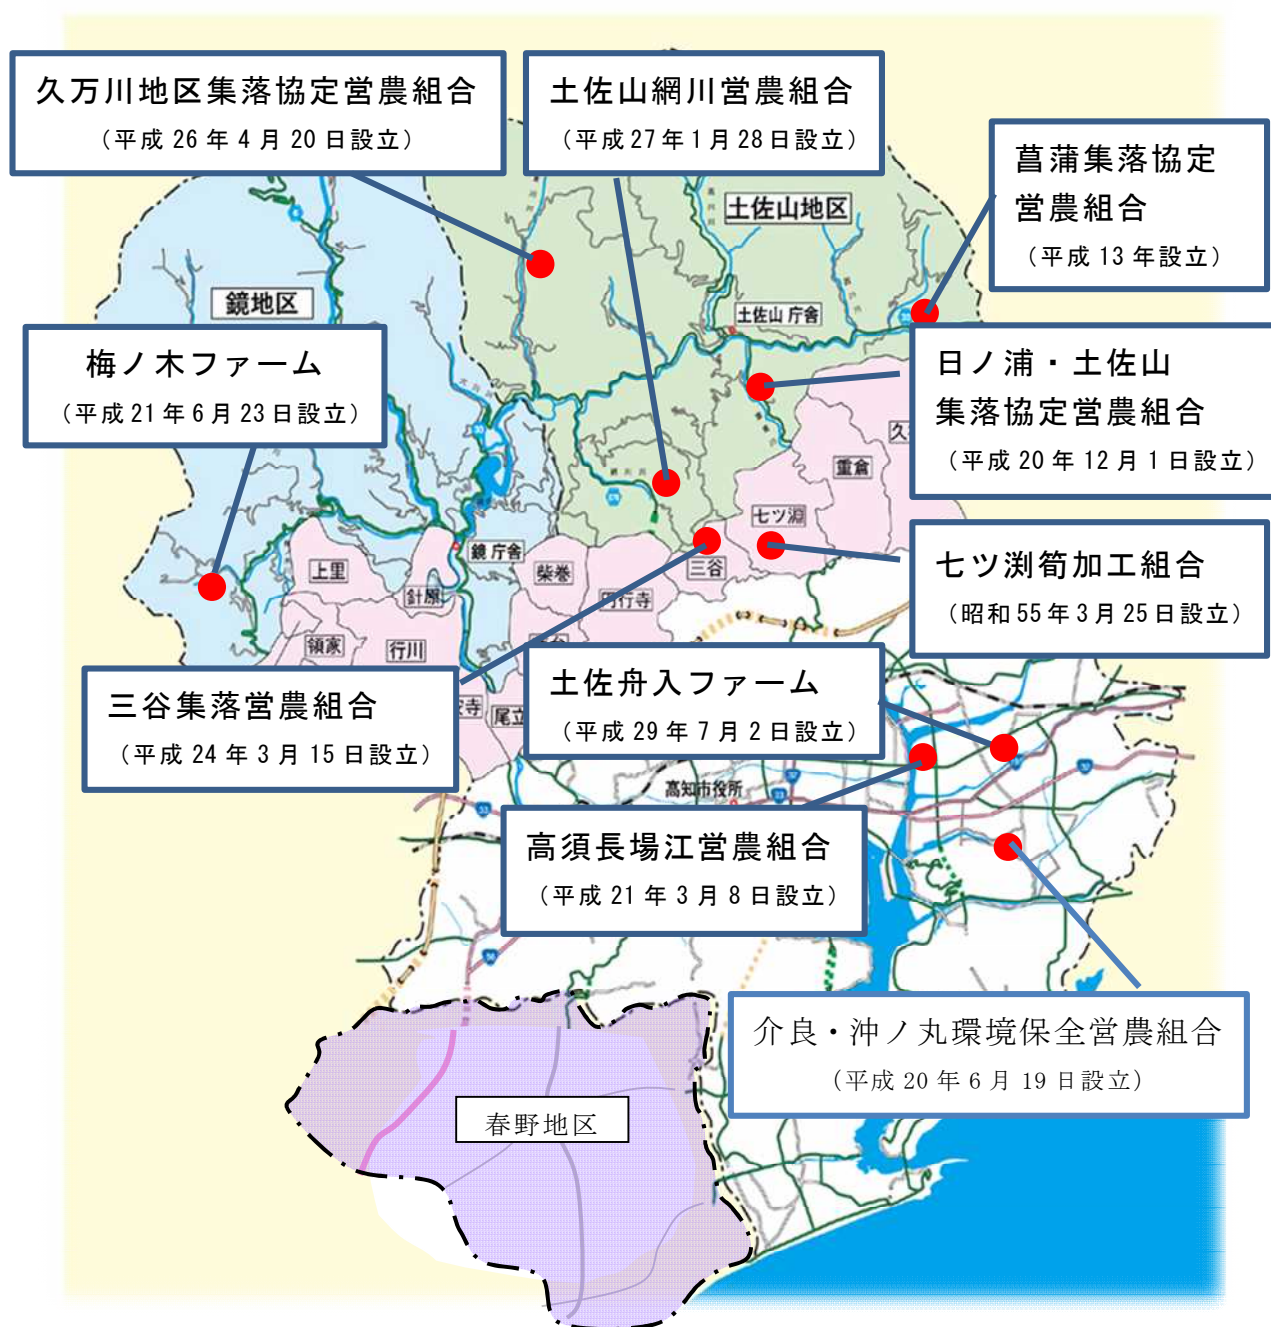 久万川地区集落協定営農組合
（平成26年4月20日設立）
土佐山網川営農組合
（平成27年1月28日設立）
菖蒲集落協定
営農組合
（平成13年設立）
土佐山地区
鏡地区
土佐山庁舎
梅ノ木ファーム
（平成21年6月23日設立）
日ノ浦・土佐山
集落協定営農組合
（平成20年12月1日設立）
重倉
七ツ淵
七ツ渕筍加工組合
（昭和55年3月25日設立）
鏡庁舎
柴巻
三谷
上里
針原
円行寺
領家
行川
三谷集落営農組合
（平成24年3月15日設立）
尾立
土佐舟入ファーム
（平成29年7月2日設立）
高知市役所
高須長場江営農組合
（平成21年3月8日設立）
介良・沖ノ丸環境保全営農組合
（平成20年6月19日設立）
春野地区